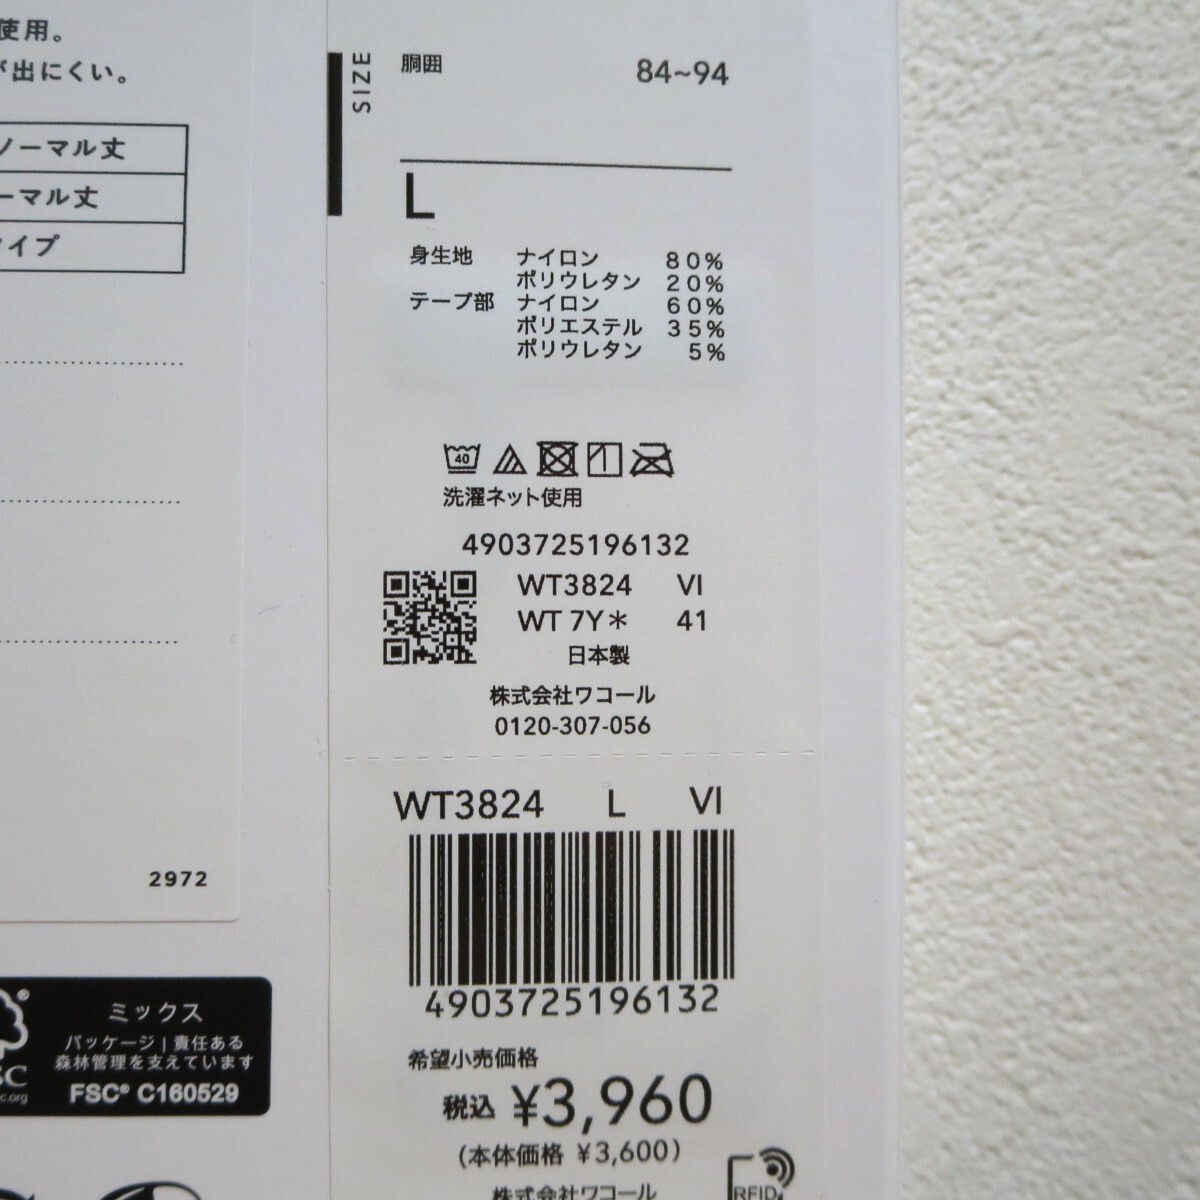 使用。
が出にくい。
ノーマル丈
ーマル丈
タイプ
2972
ミックス
パッケージ | 責任ある
森林管理を支えています
FSC® C160529
SIZE
胴囲 84~94
L
身生地 ナイロン 80%
ポリウレタン 20%
テープ部 ナイロン 60%
ポリエステル 35%
ポリウレタン 5%
40
洗濯ネット使用
4903725196132
WT3824 VI
WT 7Y* 41
日本製
株式会社ワコール
0120-307-056
WT3824 L VI
4903725196132
希望小売価格
税込 ¥3,960
(本体価格 ¥3,600)
株式会社ワコール
RFID